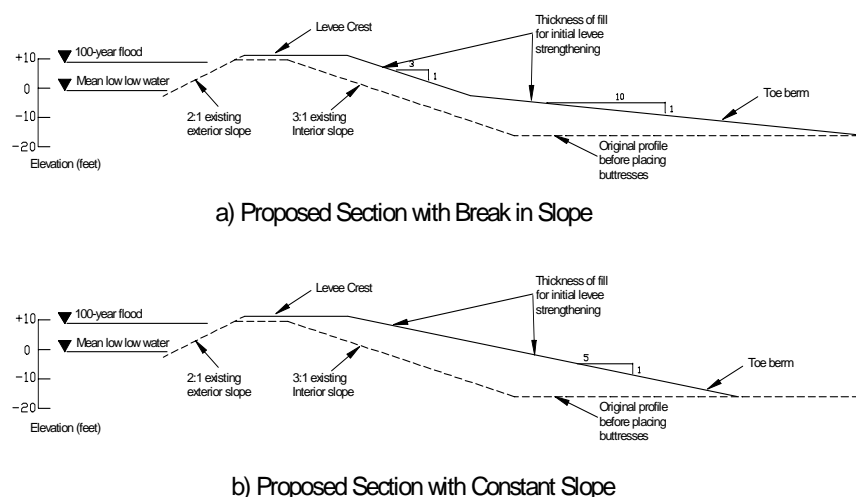 Levee Crest
Thickness of fill
for initial levee
strengthening
100-year flood
Mean low low water
+10
0
-10
-20
Elevation (feet)
2:1 existing
exterior slope
3:1 existing
Interior slope
3
1
10
1
Toe berm
Original profile
before placing
buttresses
a) Proposed Section with Break in Slope
Levee Crest
Thickness of fill
for initial levee
strengthening
100-year flood
Mean low low water
+10
0
-10
-20
Elevation (feet)
2:1 existing
exterior slope
3:1 existing
Interior slope
5
1
Toe berm
Original profile
before placing
buttresses
b) Proposed Section with Constant Slope